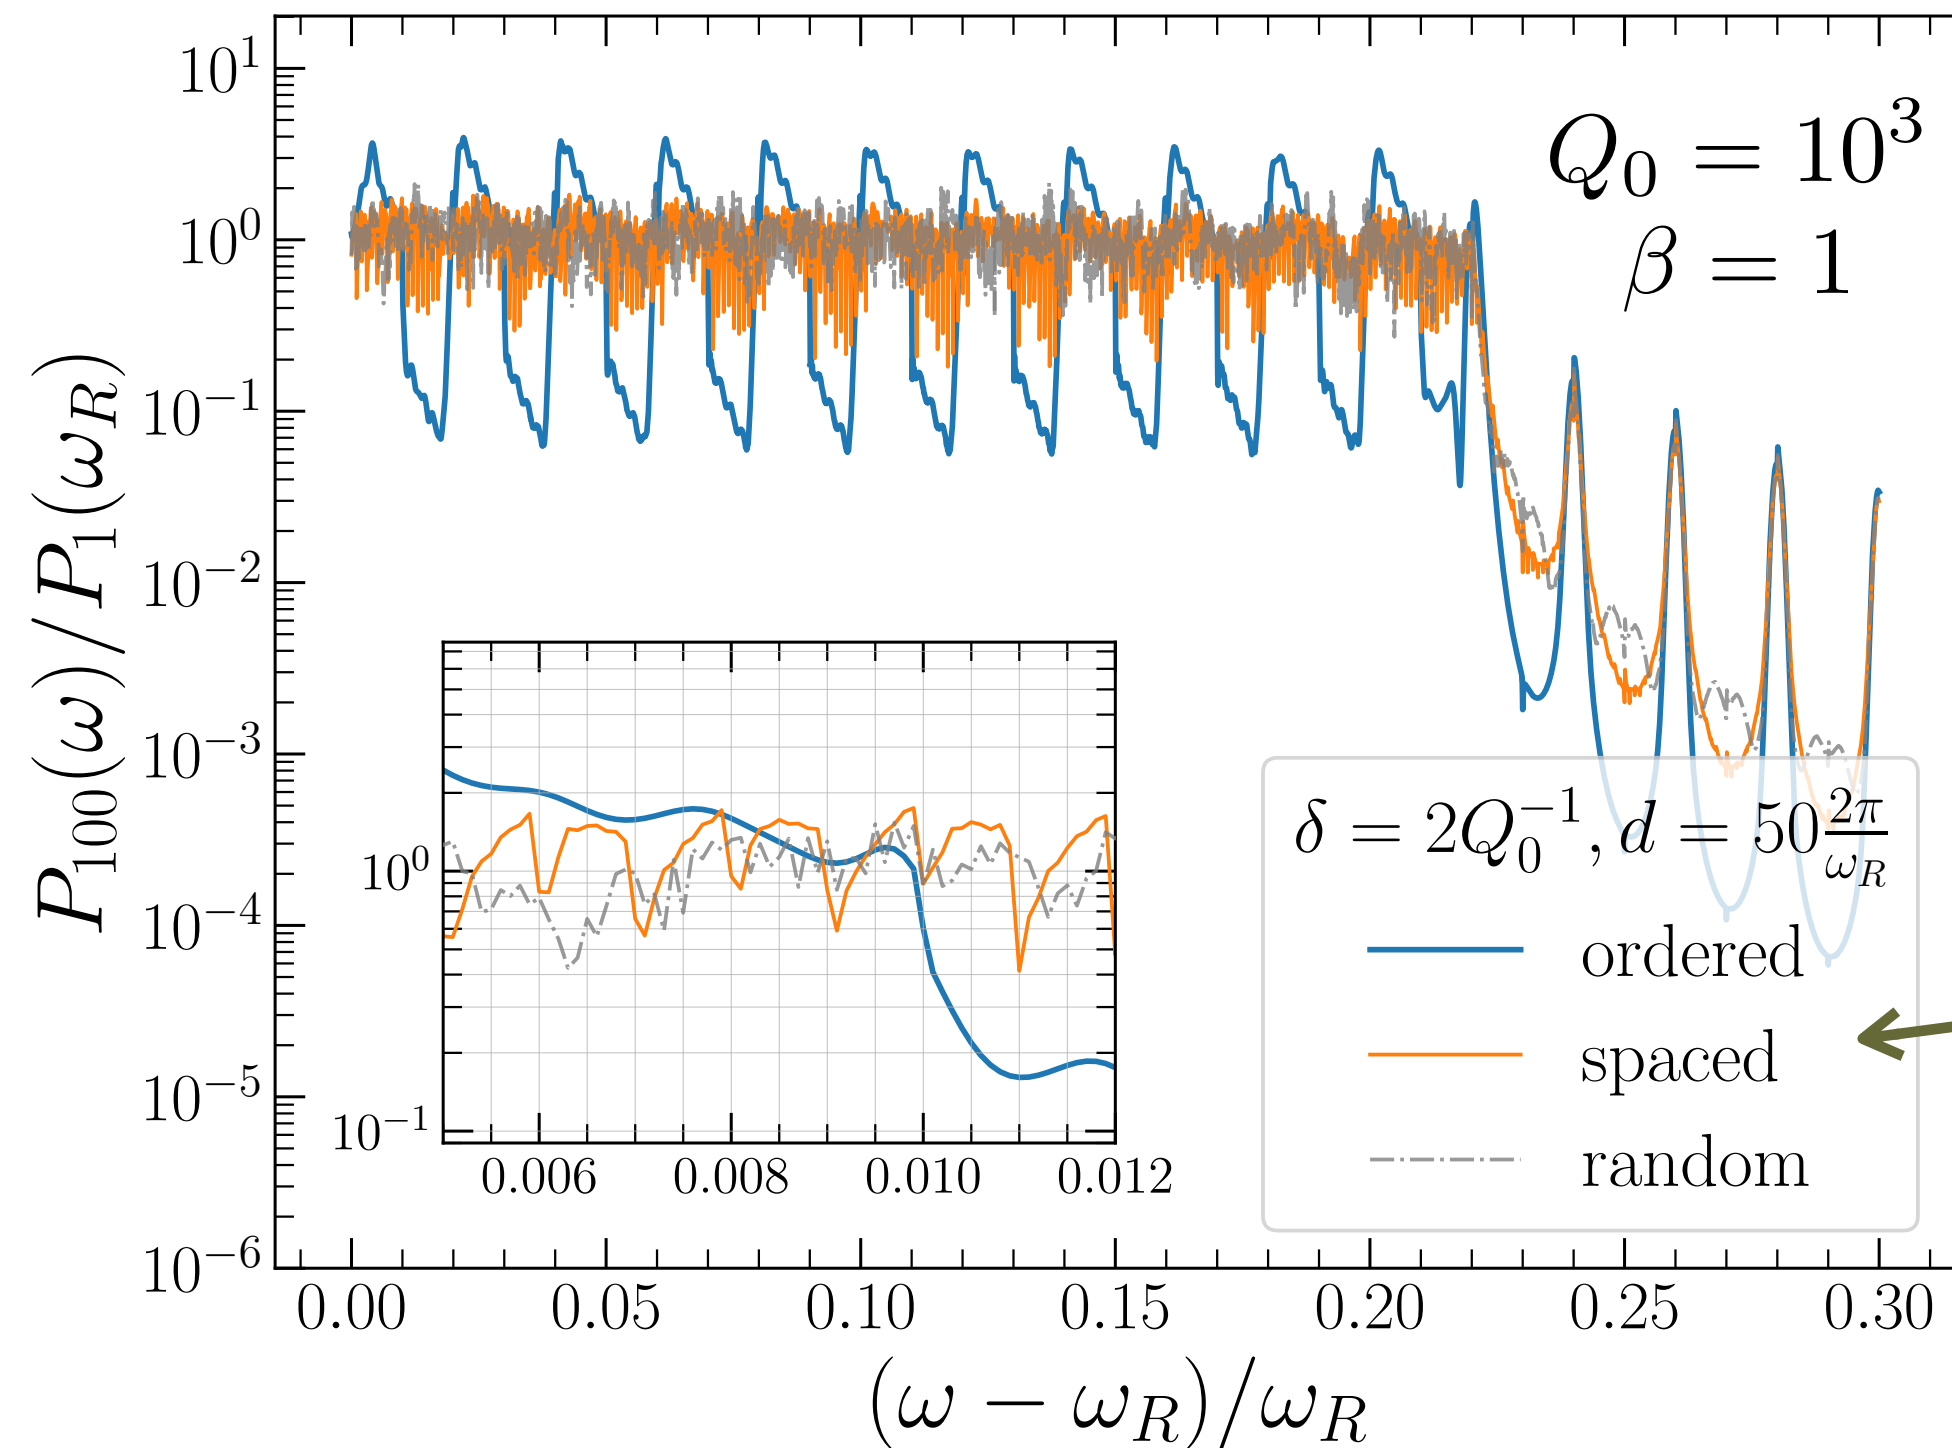 10^1
10^0
10^{-1}
10^{-2}
10^{-3}
10^{-4}
10^{-5}
10^{-6}
P_{100}(ω)/P_1(ω_R)
Q_0 = 10^3
β = 1
10^0
10^{-1}
0.006 0.008 0.010 0.012
δ = 2Q_0^{-1}, d = 50\frac{2π}{ω_R}
ordered
spaced
random
0.00 0.05 0.10 0.15 0.20 0.25 0.30
(ω − ω_R)/ω_R